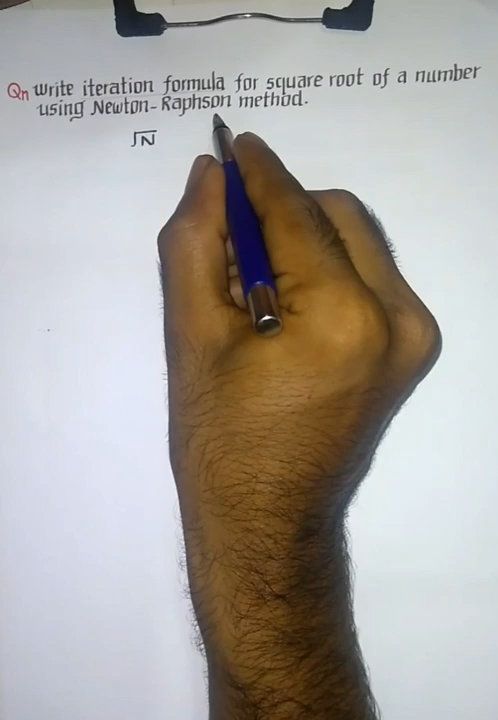 Qn Write iteration formula for square root of a number
using Newton-Raphson method.
√N